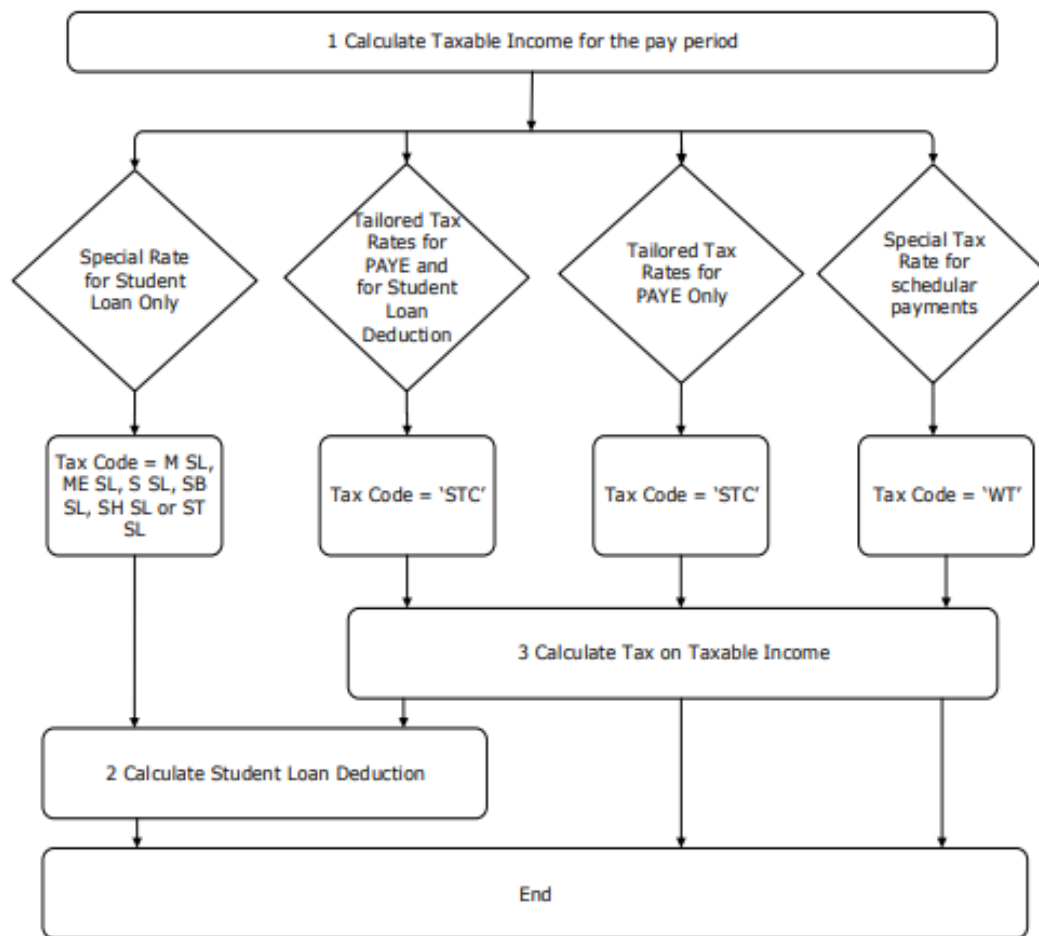 1 Calculate Taxable Income for the pay period
Special Rate
for Student
Loan Only
Tailored Tax
Rates for
PAYE and
for Student
Loan
Deduction
Tailored Tax
Rates for
PAYE Only
Special Tax
Rate for
schedular
payments
Tax Code = M SL,
ME SL, S SL, SB
SL, SH SL or ST
SL
Tax Code = ‘STC’
Tax Code = ‘STC’
Tax Code = ‘WT’
3 Calculate Tax on Taxable Income
2 Calculate Student Loan Deduction
End